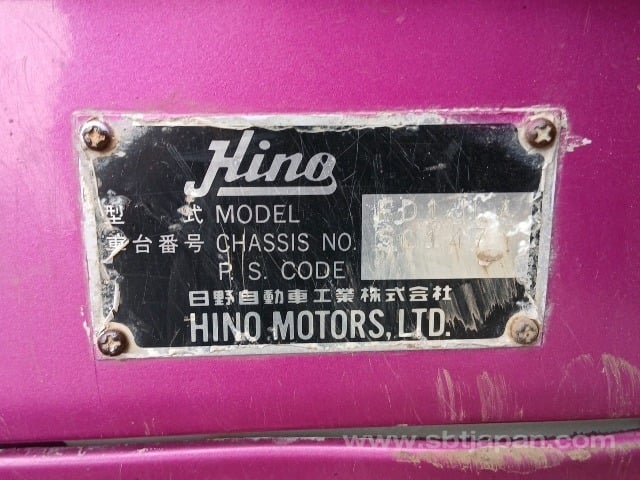 Hino
型 式 MODEL
車台番号 CHASSIS NO.
P. S. CODE
日野自動車工業株式会社
HINO MOTORS, LTD.
www.sbtjapan.com